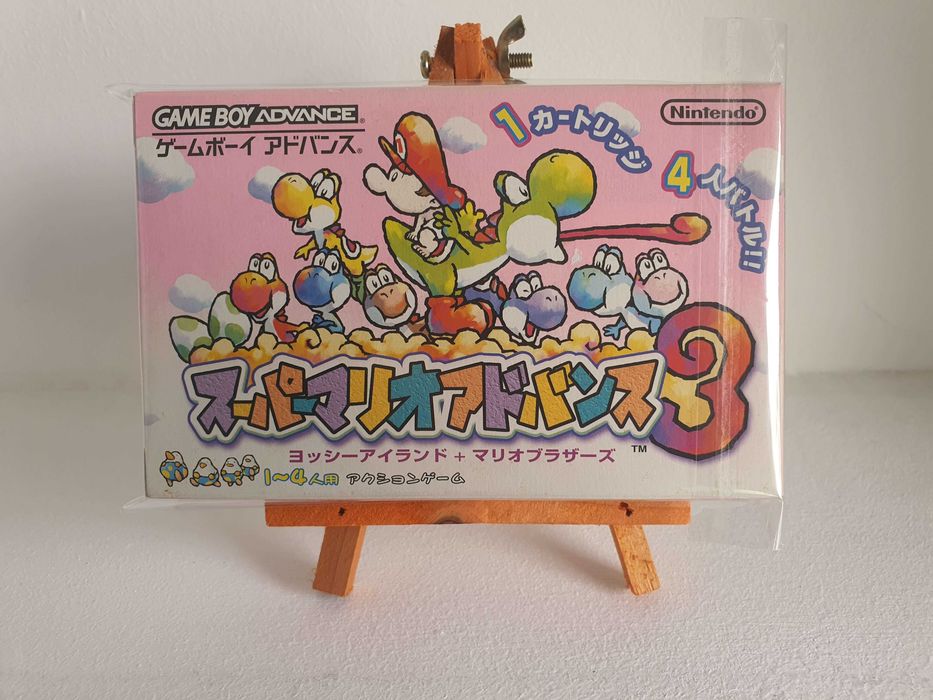 GAME BOY ADVANCE®
ゲームボーイ アドバンス®
1カートリッジ
4人バトル!!
Nintendo®
スーパーマリオアドバンス3
ヨッシーアイランド + マリオブラザーズ
TM
1~4人用 アクションゲーム